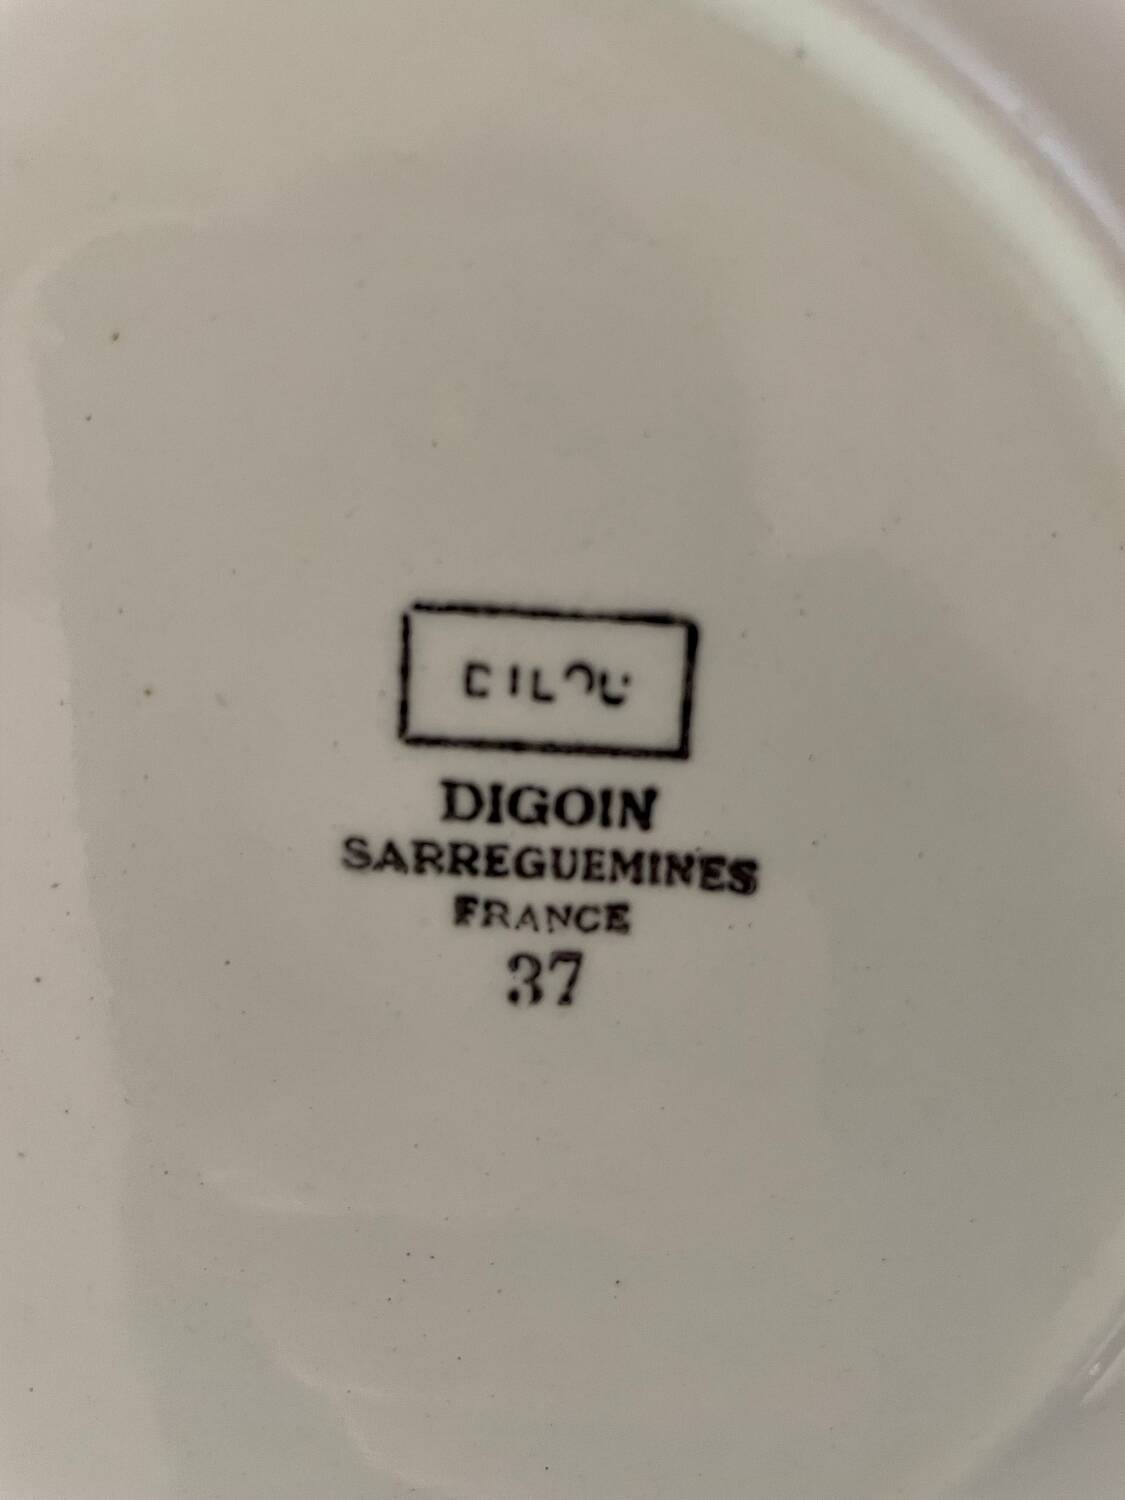 DIGOIN
SARREGUEMINES
FRANCE
37